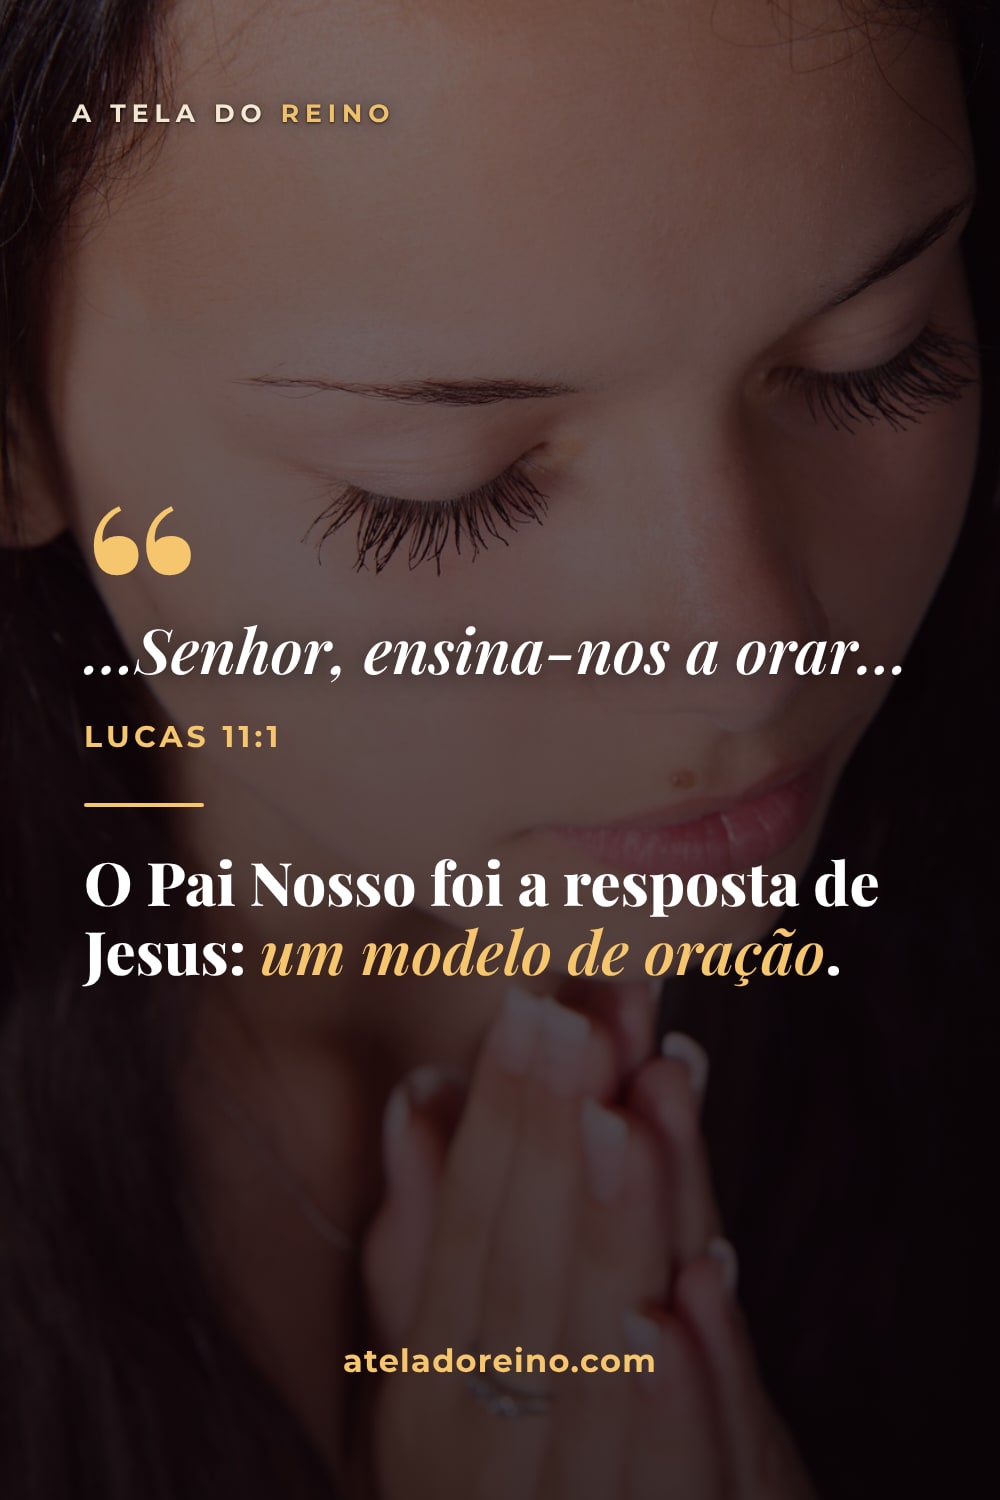 A TELA DO REINO
“
...Senhor, ensina-nos a orar...
LUCAS 11:1
O Pai Nosso foi a resposta de
Jesus: um modelo de oração.
ateladoreino.com